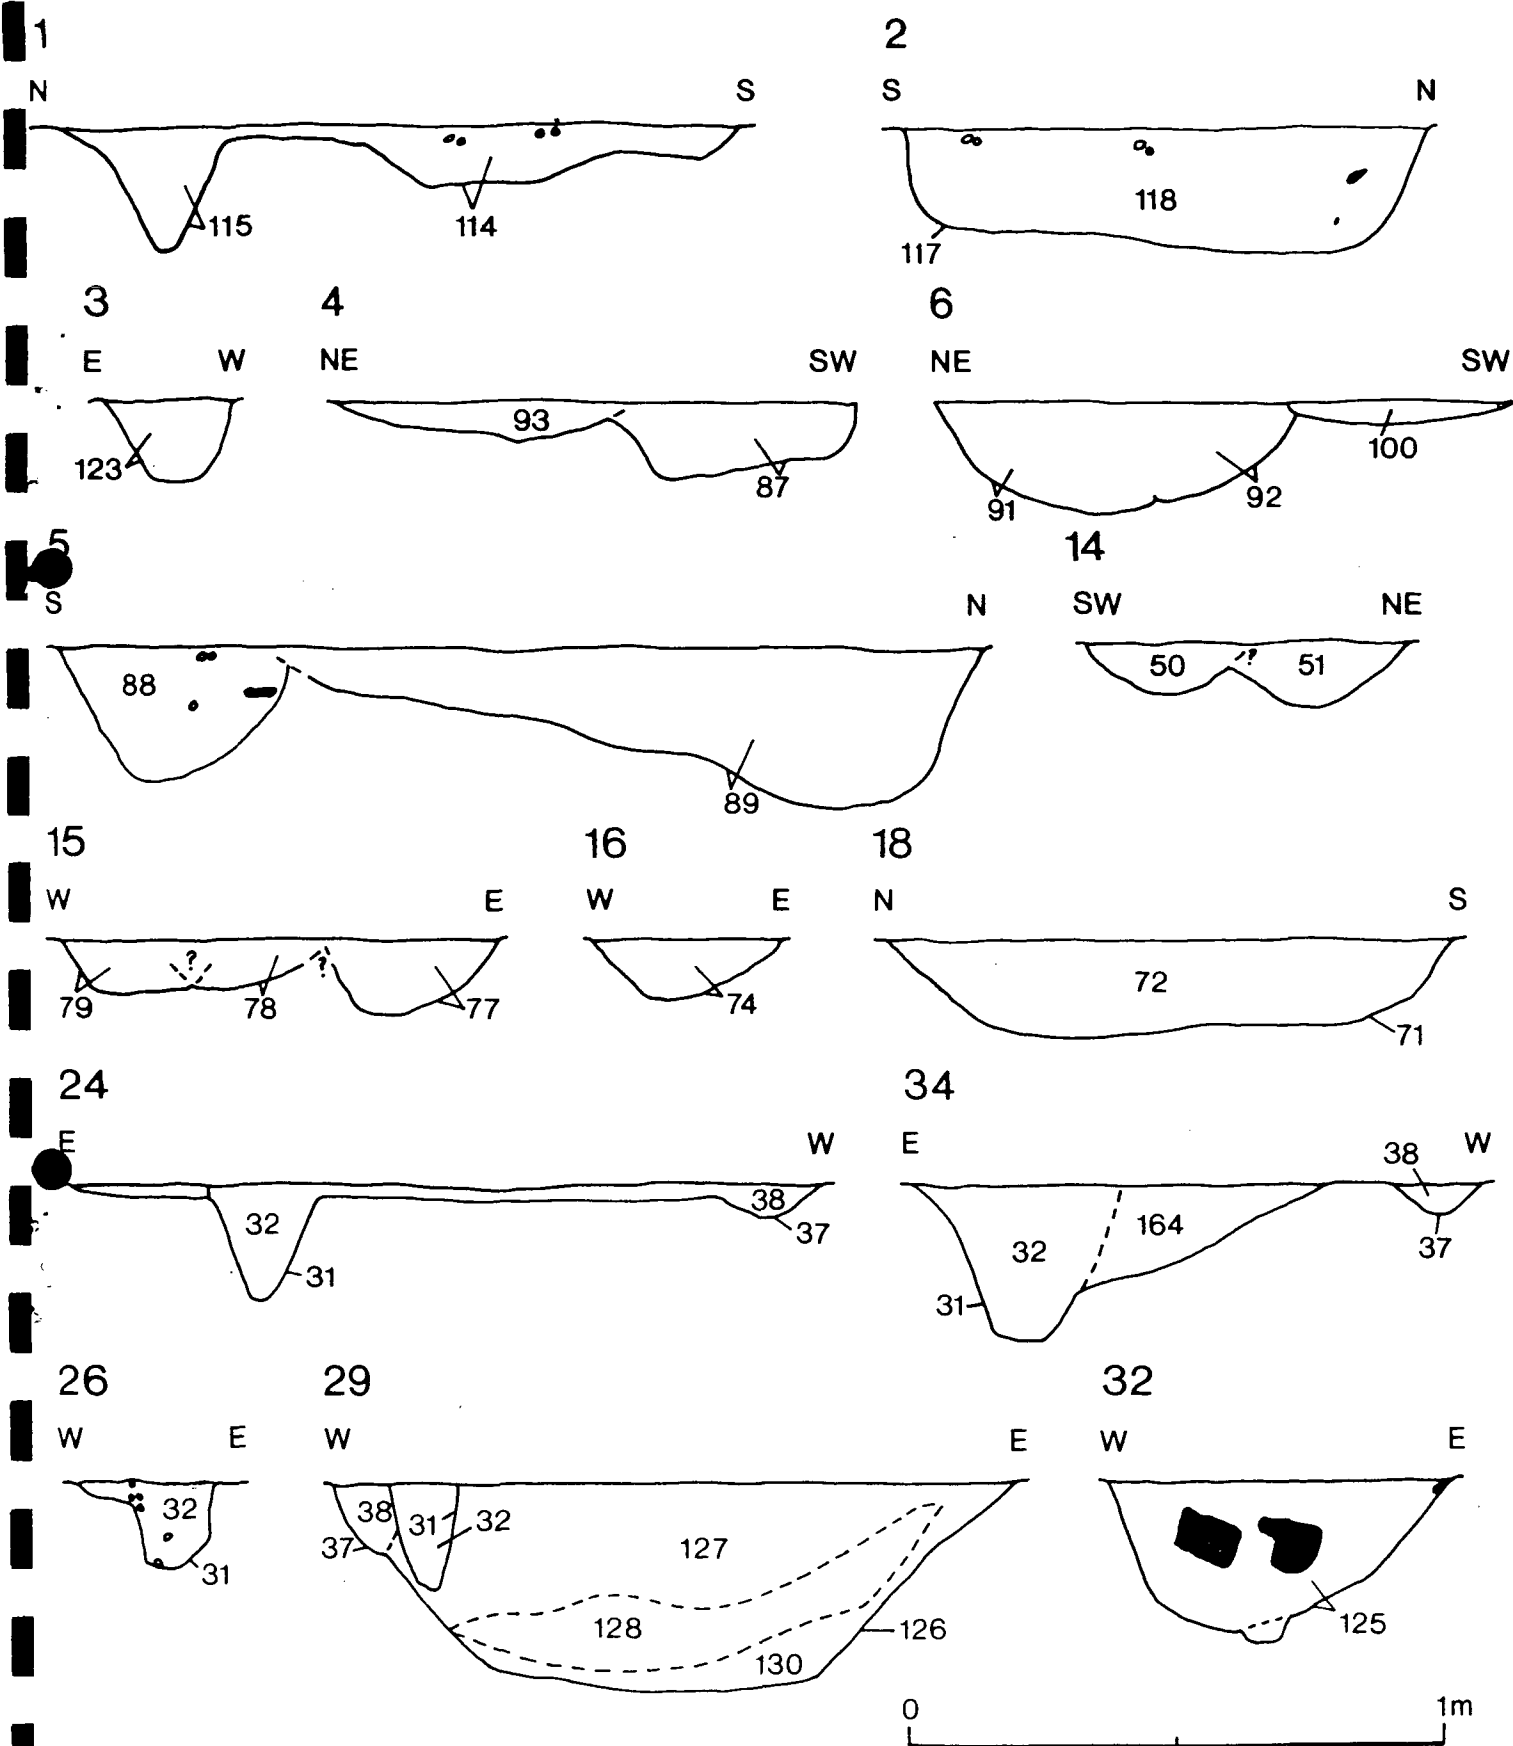 1 2
N S S N
115 114 118
117
3 4 6
E W NE SW NE SW
93
123 87 91 92 100
5 14
S N SW NE
88 50 ? 51
89
15 16 18
W E W E N S
? ? 72
79 78 77 74 71
24 34
E W E W
38
32 38 37 32 164 37
31 31
26 29 32
W E W E W E
32 38 31 32 127
31 37
128 126 125
130
0 1m